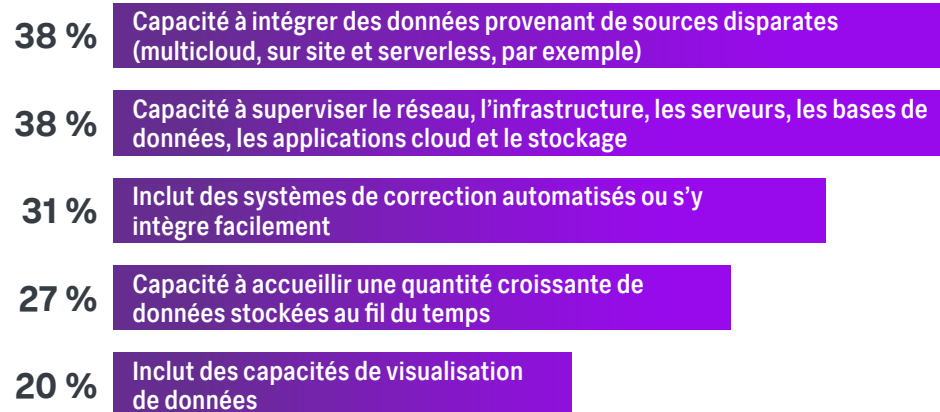 38 %
Capacité à intégrer des données provenant de sources disparates
(multicloud, sur site et serverless, par exemple)
38 %
Capacité à superviser le réseau, l’infrastructure, les serveurs, les bases de
données, les applications cloud et le stockage
31 %
Inclut des systèmes de correction automatisés ou s’y
intègre facilement
27 %
Capacité à accueillir une quantité croissante de
données stockées au fil du temps
20 %
Inclut des capacités de visualisation
de données